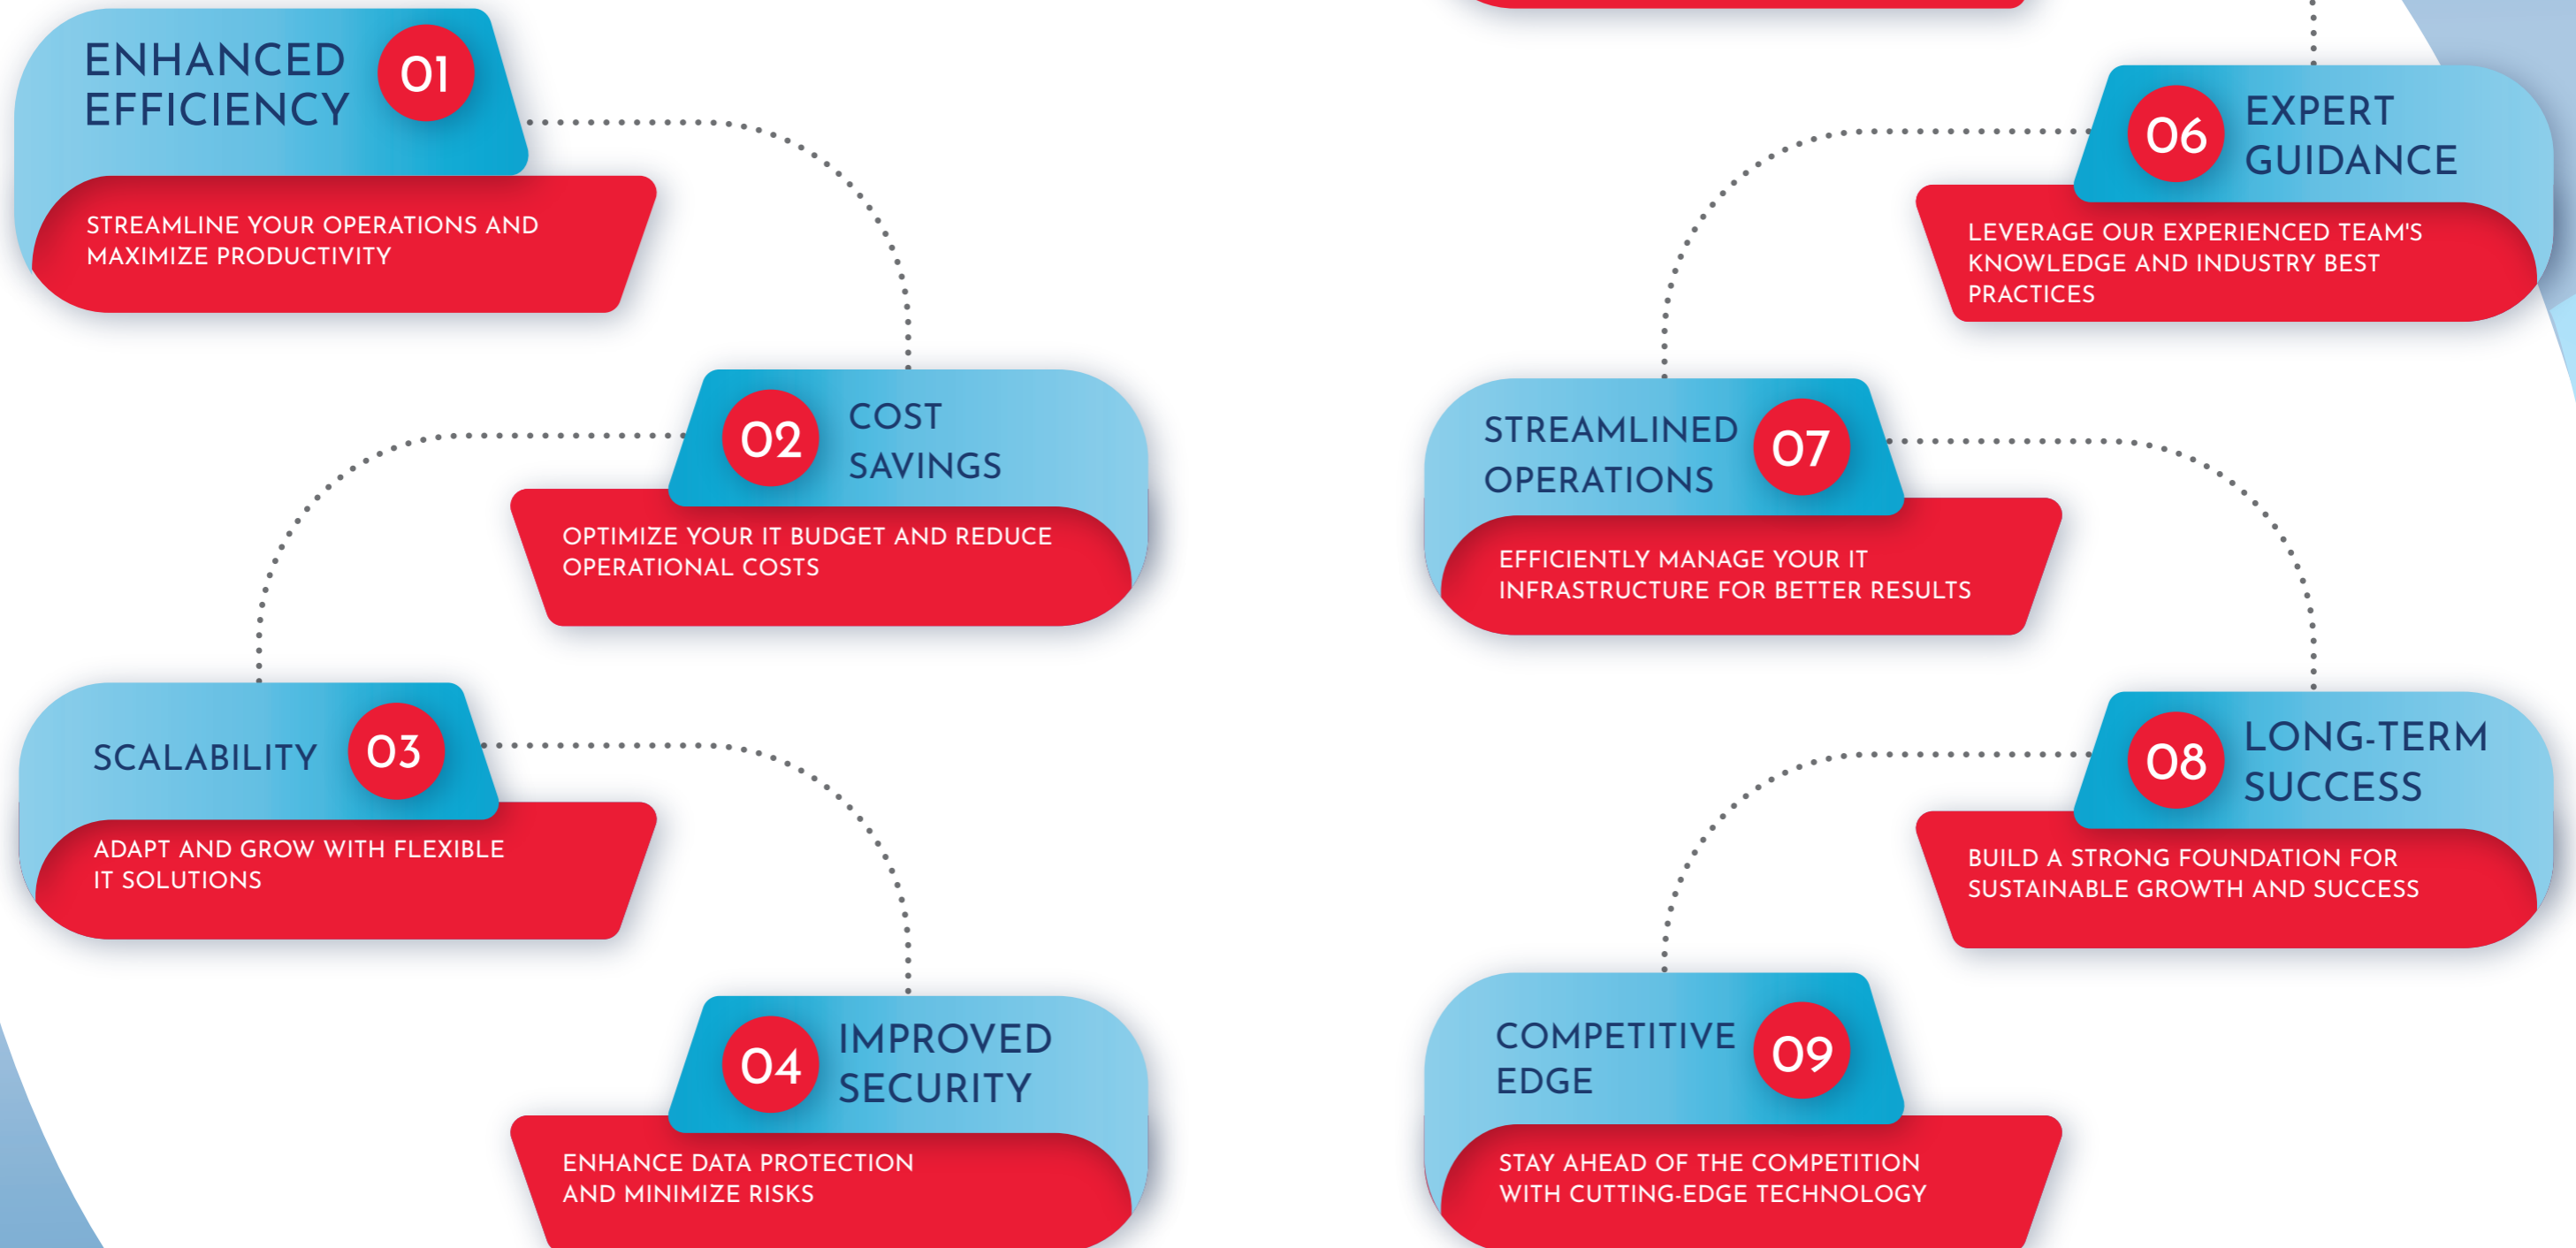 ENHANCED
EFFICIENCY
01
STREAMLINE YOUR OPERATIONS AND
MAXIMIZE PRODUCTIVITY
02
COST
SAVINGS
OPTIMIZE YOUR IT BUDGET AND REDUCE
OPERATIONAL COSTS
SCALABILITY
03
ADAPT AND GROW WITH FLEXIBLE
IT SOLUTIONS
04
IMPROVED
SECURITY
ENHANCE DATA PROTECTION
AND MINIMIZE RISKS
06
EXPERT
GUIDANCE
LEVERAGE OUR EXPERIENCED TEAM'S
KNOWLEDGE AND INDUSTRY BEST
PRACTICES
STREAMLINED
OPERATIONS
07
EFFICIENTLY MANAGE YOUR IT
INFRASTRUCTURE FOR BETTER RESULTS
08
LONG-TERM
SUCCESS
BUILD A STRONG FOUNDATION FOR
SUSTAINABLE GROWTH AND SUCCESS
COMPETITIVE
EDGE
09
STAY AHEAD OF THE COMPETITION
WITH CUTTING-EDGE TECHNOLOGY